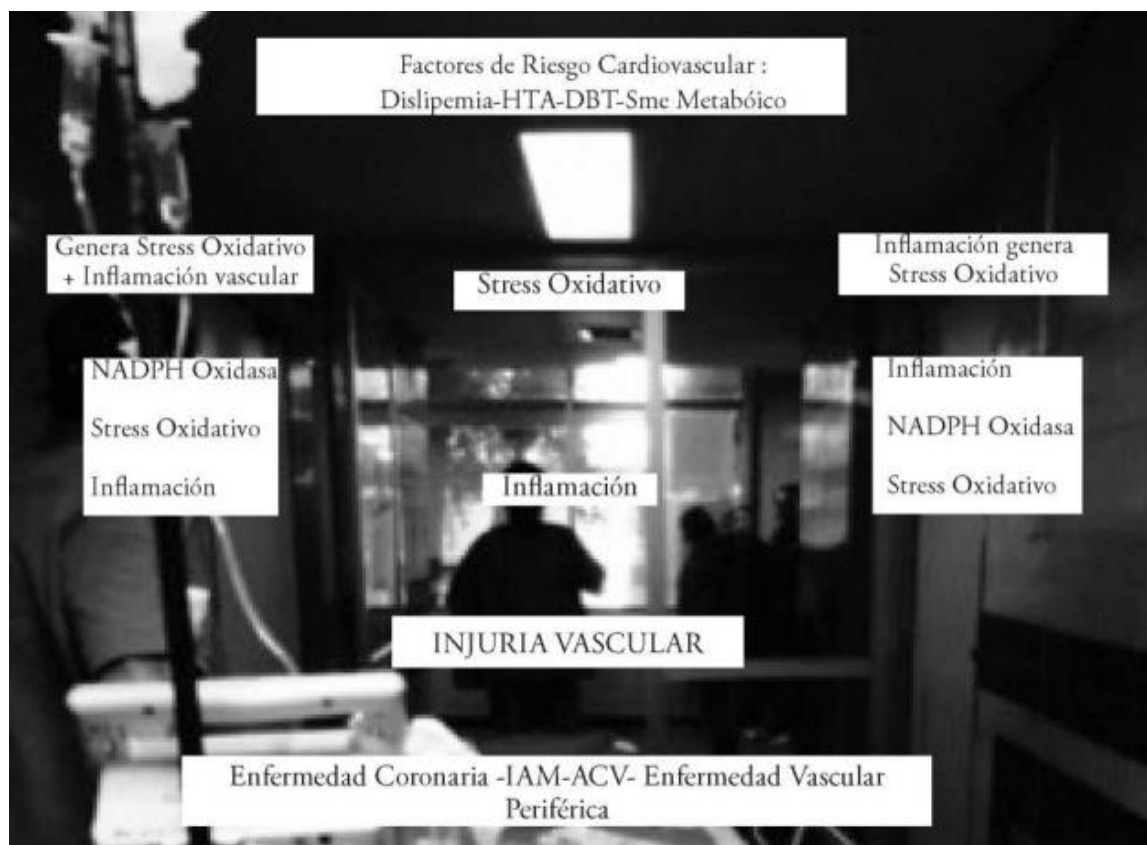 Factores de Riesgo Cardiovascular :
Dislipemia-HTA-DBT-Sme Metabóico
Genera Stress Oxidativo
+ Inflamación vascular
Stress Oxidativo
Inflamación genera
Stress Oxidativo
NADPH Oxidasa
Stress Oxidativo
Inflamación
Inflamación
Inflamación
NADPH Oxidasa
Stress Oxidativo
INJURIA VASCULAR
Enfermedad Coronaria -IAM-ACV- Enfermedad Vascular
Periférica